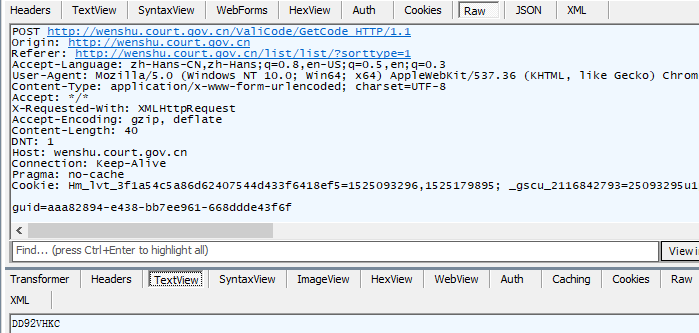 Headers TextView SyntaxView WebForms HexView Auth Cookies Raw JSON XML
POST http://wenshu.court.gov.cn/ValiCode/GetCode HTTP/1.1
Origin: http://wenshu.court.gov.cn
Referer: http://wenshu.court.gov.cn/list/list/?sorttype=1
Accept-Language: zh-Hans-CN,zh-Hans;q=0.8,en-US;q=0.5,en;q=0.3
User-Agent: Mozilla/5.0 (Windows NT 10.0; Win64; x64) AppleWebKit/537.36 (KHTML, like Gecko) Chrom
Content-Type: application/x-www-form-urlencoded; charset=UTF-8
Accept: */*
X-Requested-With: XMLHttpRequest
Accept-Encoding: gzip, deflate
Content-Length: 40
DNT: 1
Host: wenshu.court.gov.cn
Connection: Keep-Alive
Pragma: no-cache
Cookie: Hm_lvt_3f1a54c5a86d62407544d433f6418ef5=1525093296,1525179895; _gscu_2116842793=25093295u1
guid=aaa82894-e438-bb7ee961-668ddde43f6f
Find... (press Ctrl+Enter to highlight all) View in
Transformer Headers TextView SyntaxView ImageView HexView WebView Auth Caching Cookies Raw
XML
DD92VHKC